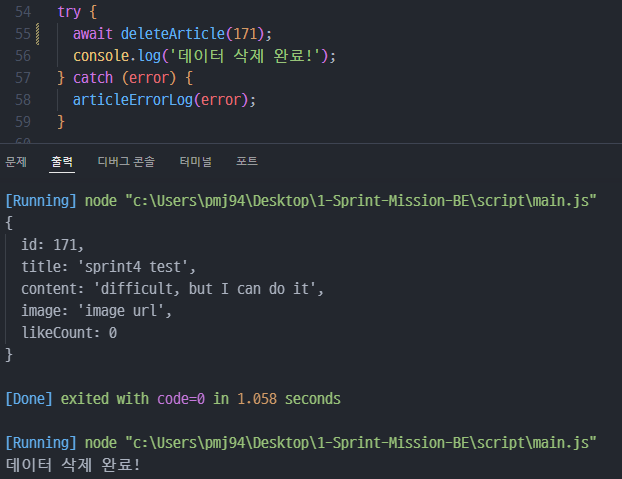 54 try {
55 await deleteArticle(171);
56 console.log('데이터 삭제 완료!');
57 } catch (error) {
58 articleErrorLog(error);
59 }
60
문제 출력 디버그 콘솔 터미널 포트
[Running] node "c:\Users\pmj94\Desktop\1-Sprint-Mission-BE\script\main.js"
{
id: 171,
title: 'sprint4 test',
content: 'difficult, but I can do it',
image: 'image url',
likeCount: 0
}
[Done] exited with code=0 in 1.058 seconds
[Running] node "c:\Users\pmj94\Desktop\1-Sprint-Mission-BE\script\main.js"
데이터 삭제 완료!